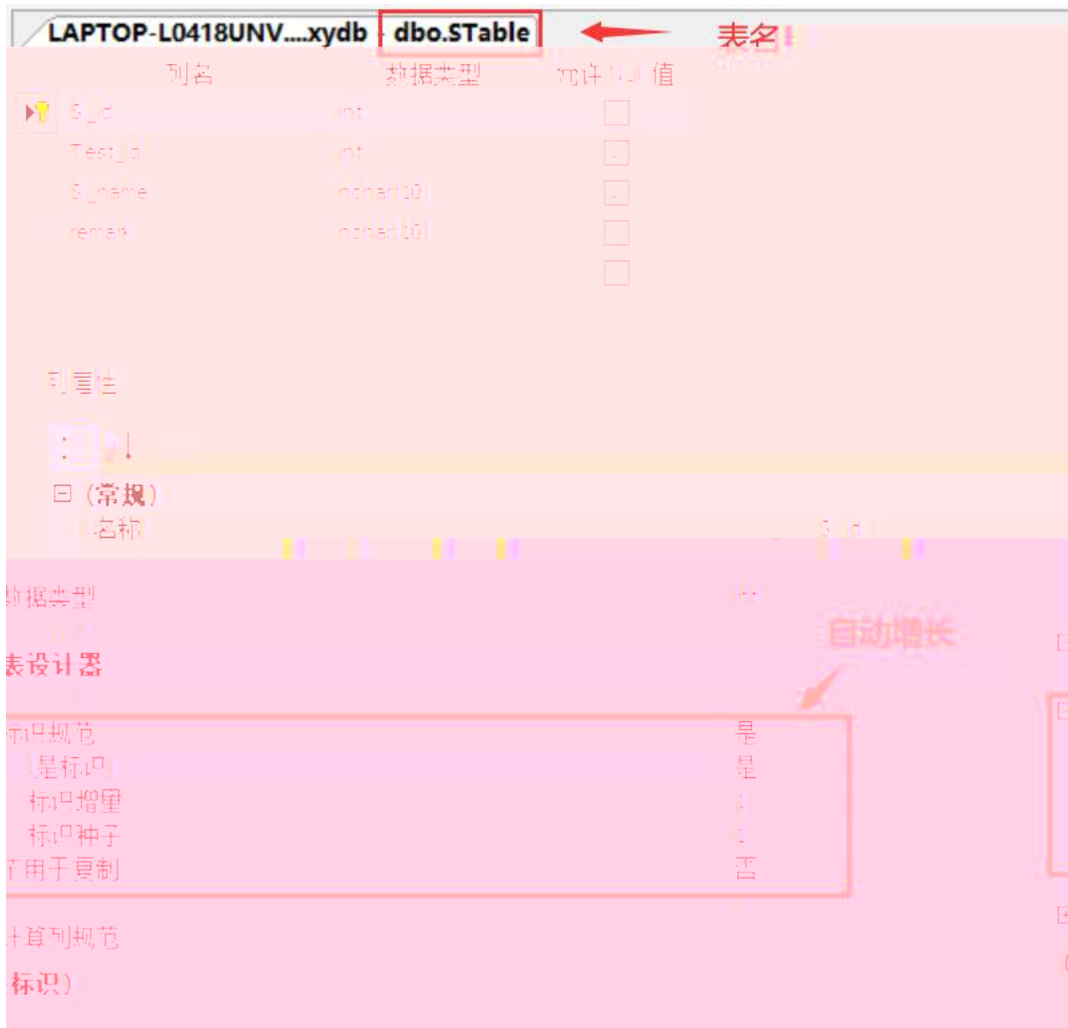 LAPTOP-L0418UNV....xydb - dbo.STable 表名
列名 数据类型 允许 Null 值
S_id int
Test_id int
S_name nchar(10)
remark nchar(10)
列属性
(常规)
名称 S_id
数据类型
自动增长
表设计器
标识规范 是
(是标识) 是
标识增量 1
标识种子 1
不用于复制 否
计算列规范
标识)